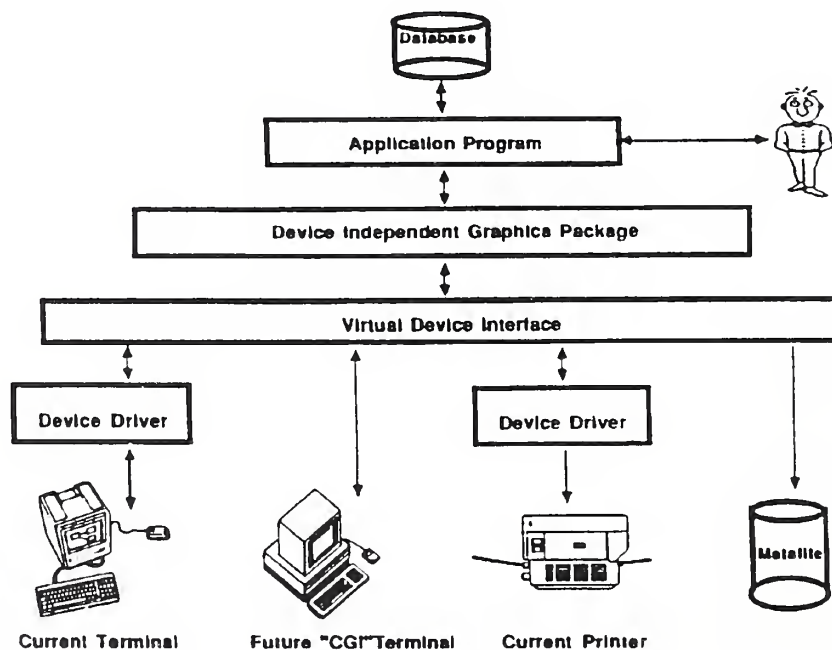 Database
Application Program
Device Independent Graphics Package
Virtual Device Interface
Device Driver
Device Driver
Metafile
Current Terminal
Future "CGI" Terminal
Current Printer